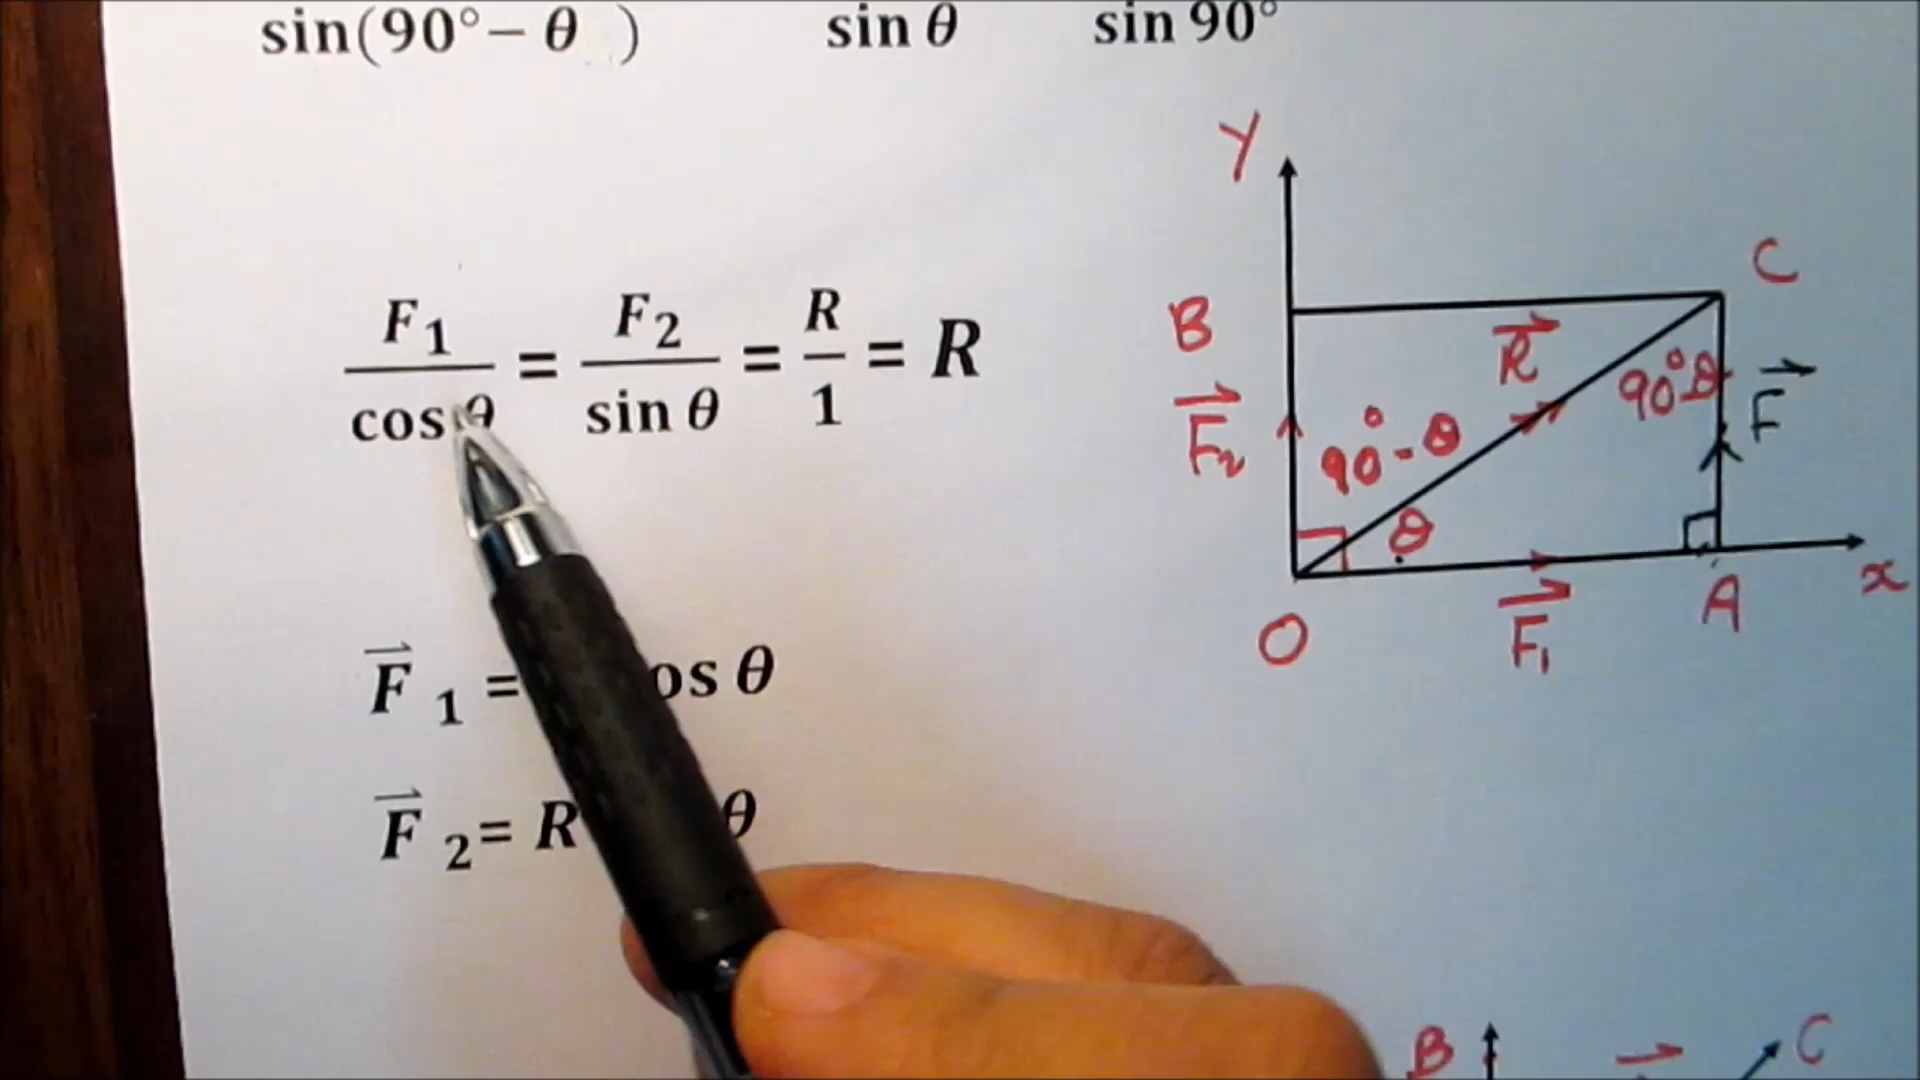 sin(90°− θ ) sin θ sin 90°
F1 / cos θ = F2 / sin θ = R / 1 = R
F⃗ 1 = os θ
F⃗ 2 = R θ
Y
C
B
R⃗
90° θ
F⃗
F⃗2
90° - θ
θ
x
O
F⃗1
A
B
C